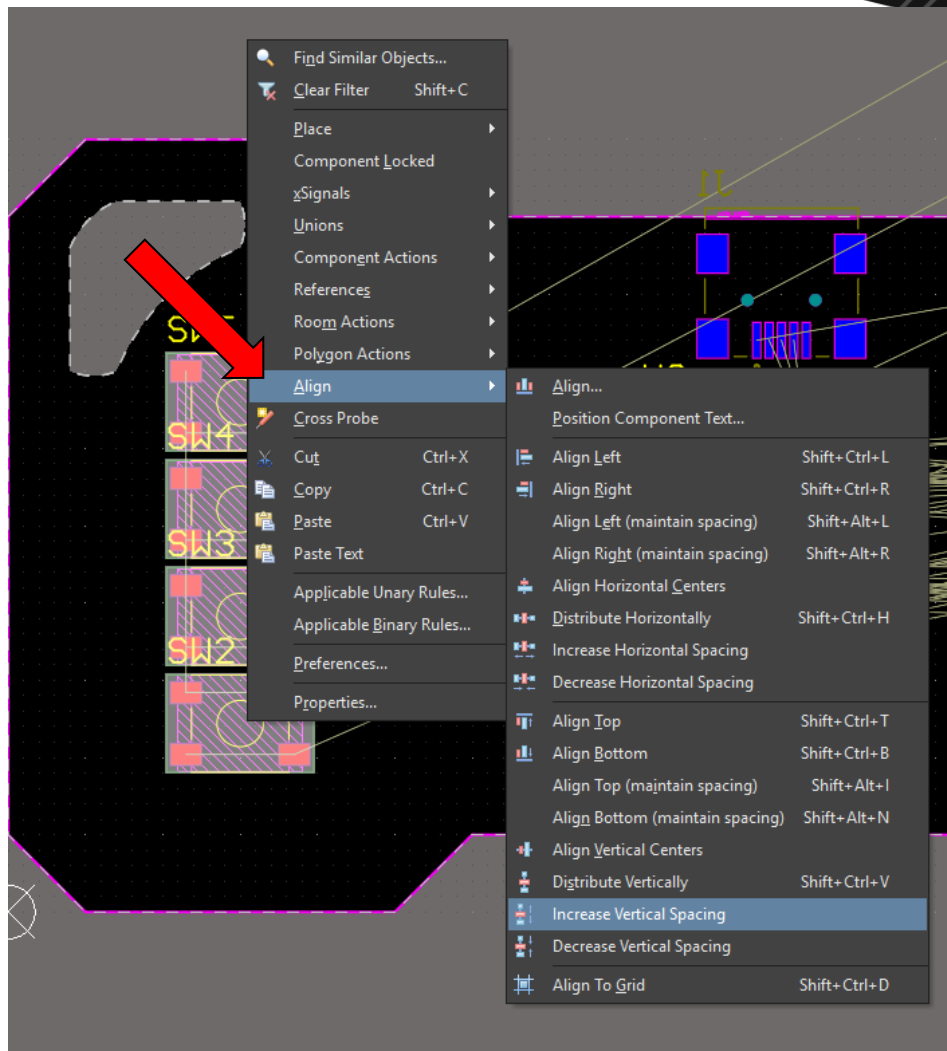 Find Similar Objects...
Clear Filter Shift+C
Place
Component Locked
xSignals
Unions
Component Actions
References
Room Actions
Polygon Actions
Align
Cross Probe
Cut Ctrl+X
Copy Ctrl+C
Paste Ctrl+V
Paste Text
Applicable Unary Rules...
Applicable Binary Rules...
Preferences...
Properties...
Align...
Position Component Text...
Align Left Shift+Ctrl+L
Align Right Shift+Ctrl+R
Align Left (maintain spacing) Shift+Alt+L
Align Right (maintain spacing) Shift+Alt+R
Align Horizontal Centers
Distribute Horizontally Shift+Ctrl+H
Increase Horizontal Spacing
Decrease Horizontal Spacing
Align Top Shift+Ctrl+T
Align Bottom Shift+Ctrl+B
Align Top (maintain spacing) Shift+Alt+I
Align Bottom (maintain spacing) Shift+Alt+N
Align Vertical Centers
Distribute Vertically Shift+Ctrl+V
Increase Vertical Spacing
Decrease Vertical Spacing
Align To Grid Shift+Ctrl+D
SW4
SW3
SW2
J1